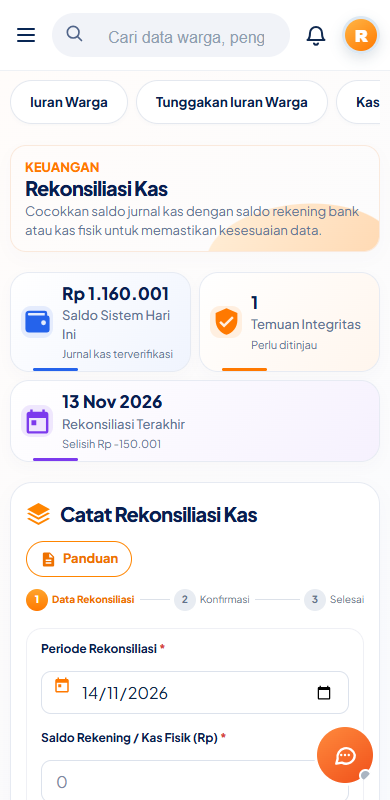 Cari data warga, peng
R
Iuran Warga
Tunggakan Iuran Warga
Kas
KEUANGAN
Rekonsiliasi Kas
Cocokkan saldo jurnal kas dengan saldo rekening bank
atau kas fisik untuk memastikan kesesuaian data.
Rp 1.160.001
Saldo Sistem Hari
Ini
Jurnal kas terverifikasi
1
Temuan Integritas
Perlu ditinjau
13 Nov 2026
Rekonsiliasi Terakhir
Selisih Rp -150.001
Catat Rekonsiliasi Kas
Panduan
1 Data Rekonsiliasi
2 Konfirmasi
3 Selesai
Periode Rekonsiliasi *
14/11/2026
Saldo Rekening / Kas Fisik (Rp) *
0